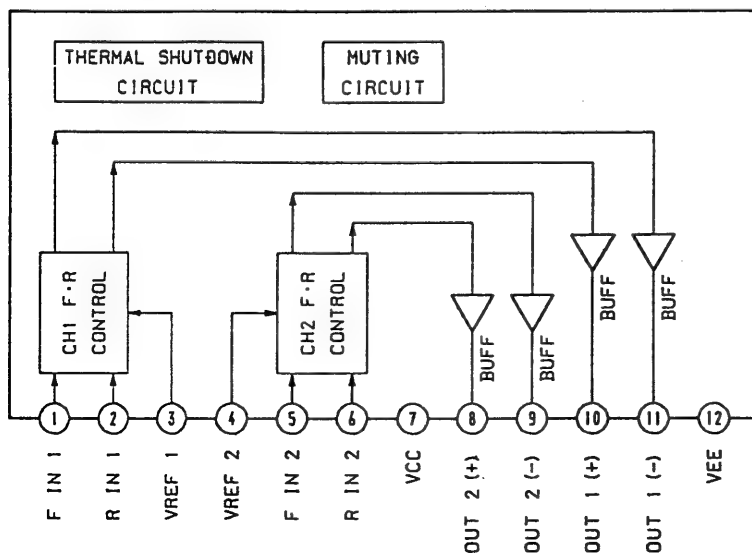 THERMAL SHUTDOWN
CIRCUIT
MUTING
CIRCUIT
CH1 F·R
CONTROL
CH2 F·R
CONTROL
BUFF
BUFF
BUFF
BUFF
1
2
3
4
5
6
7
8
9
10
11
12
F IN 1
R IN 1
VREF 1
VREF 2
F IN 2
R IN 2
VCC
OUT 2 (+)
OUT 2 (-)
OUT 1 (+)
OUT 1 (-)
VEE